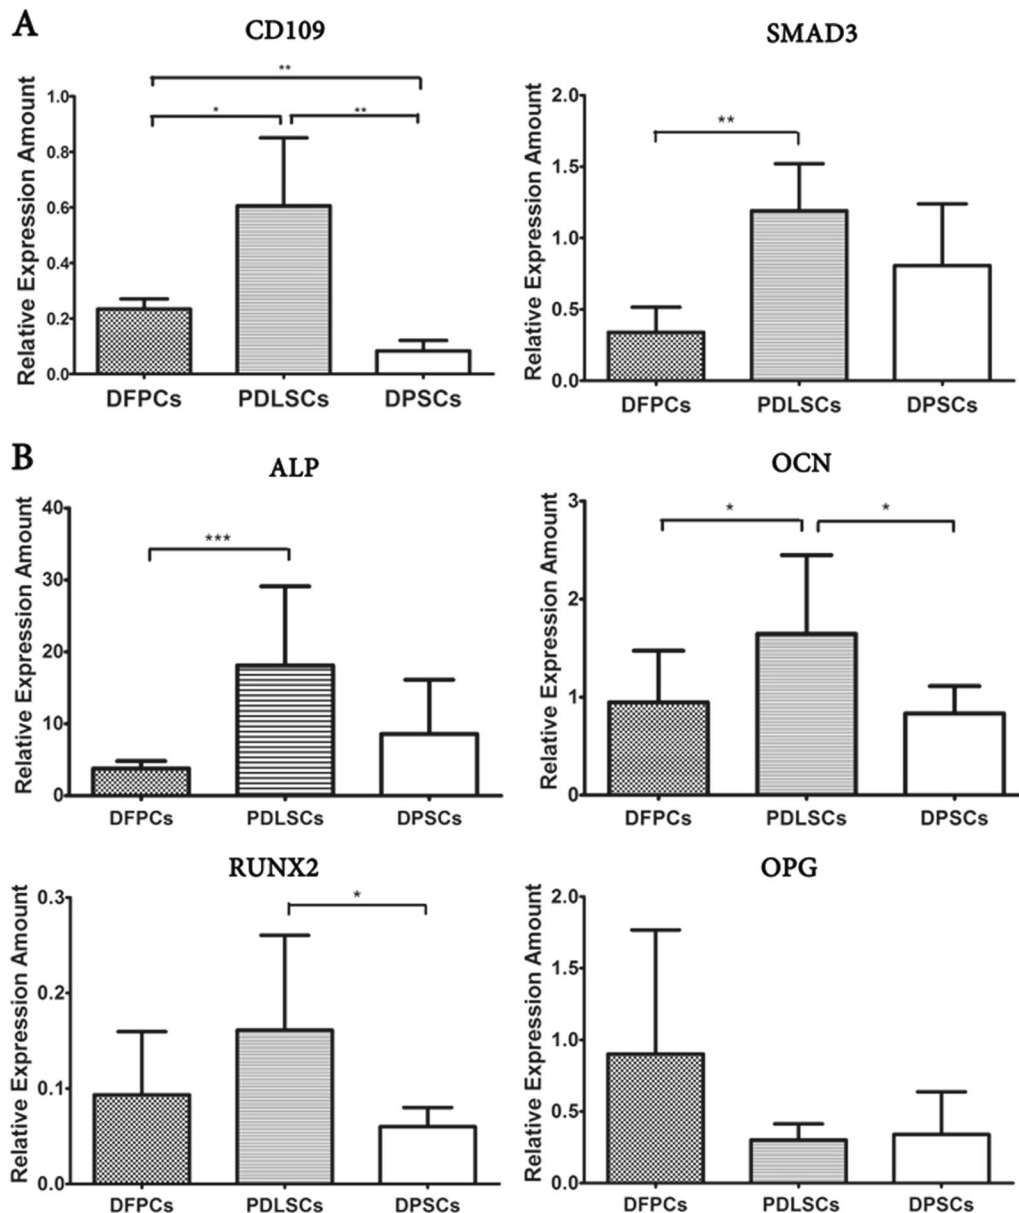 A
CD109
Relative Expression Amount
1.0
0.8
0.6
0.4
0.2
0.0
**
*
**
DFPCs PDLSCs DPSCs
SMAD3
Relative Expression Amount
2.0
1.5
1.0
0.5
0.0
**
DFPCs PDLSCs DPSCs
B
ALP
Relative Expression Amount
40
30
20
10
0
***
DFPCs PDLSCs DPSCs
OCN
Relative Expression Amount
3
2
1
0
*
*
DFPCs PDLSCs DPSCs
RUNX2
Relative Expression Amount
0.3
0.2
0.1
0.0
*
DFPCs PDLSCs DPSCs
OPG
Relative Expression Amount
2.0
1.5
1.0
0.5
0.0
DFPCs PDLSCs DPSCs